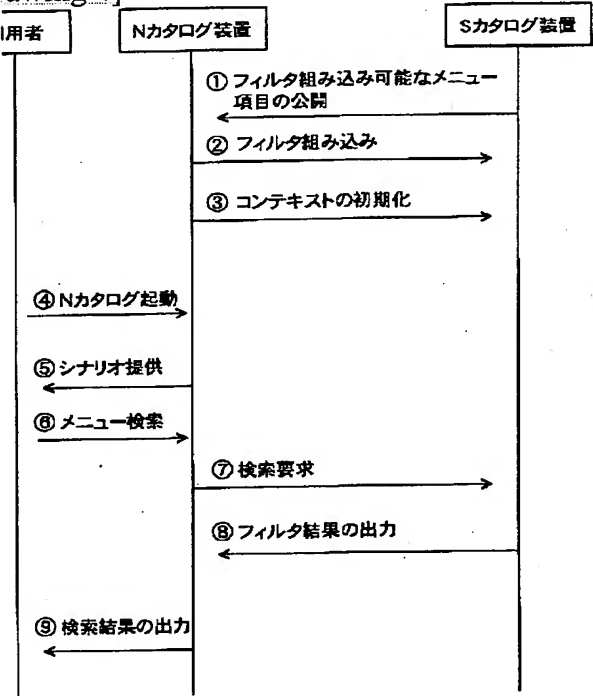 用者
Nカタログ装置
Sカタログ装置
① フィルタ組み込み可能なメニュー
項目の公開
② フィルタ組み込み
③ コンテキストの初期化
④ Nカタログ起動
⑤ シナリオ提供
⑥ メニュー検索
⑦ 検索要求
⑧ フィルタ結果の出力
⑨ 検索結果の出力